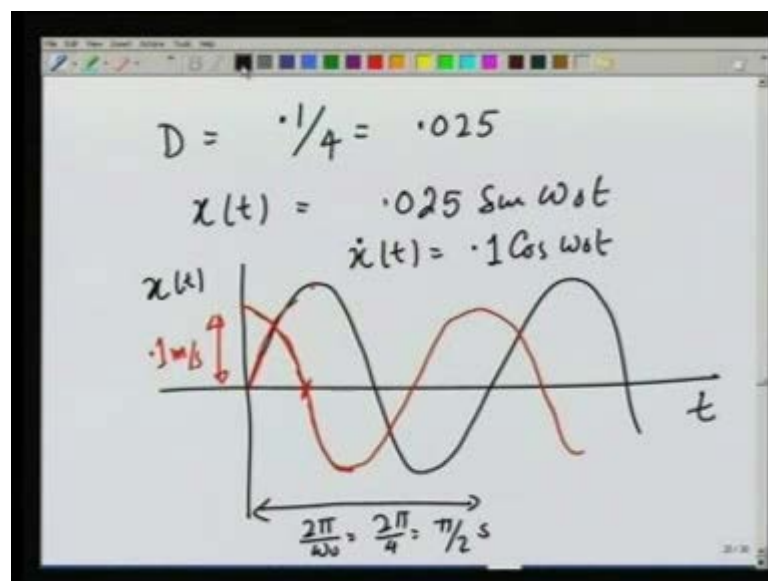 D = .1/4 = .025
x(t) = .025 Sin ω₀t
ẋ(t) = .1 Cos ω₀t
x(t)
.1 m/s
t
2π/ω₀ = 2π/4 = π/2 s